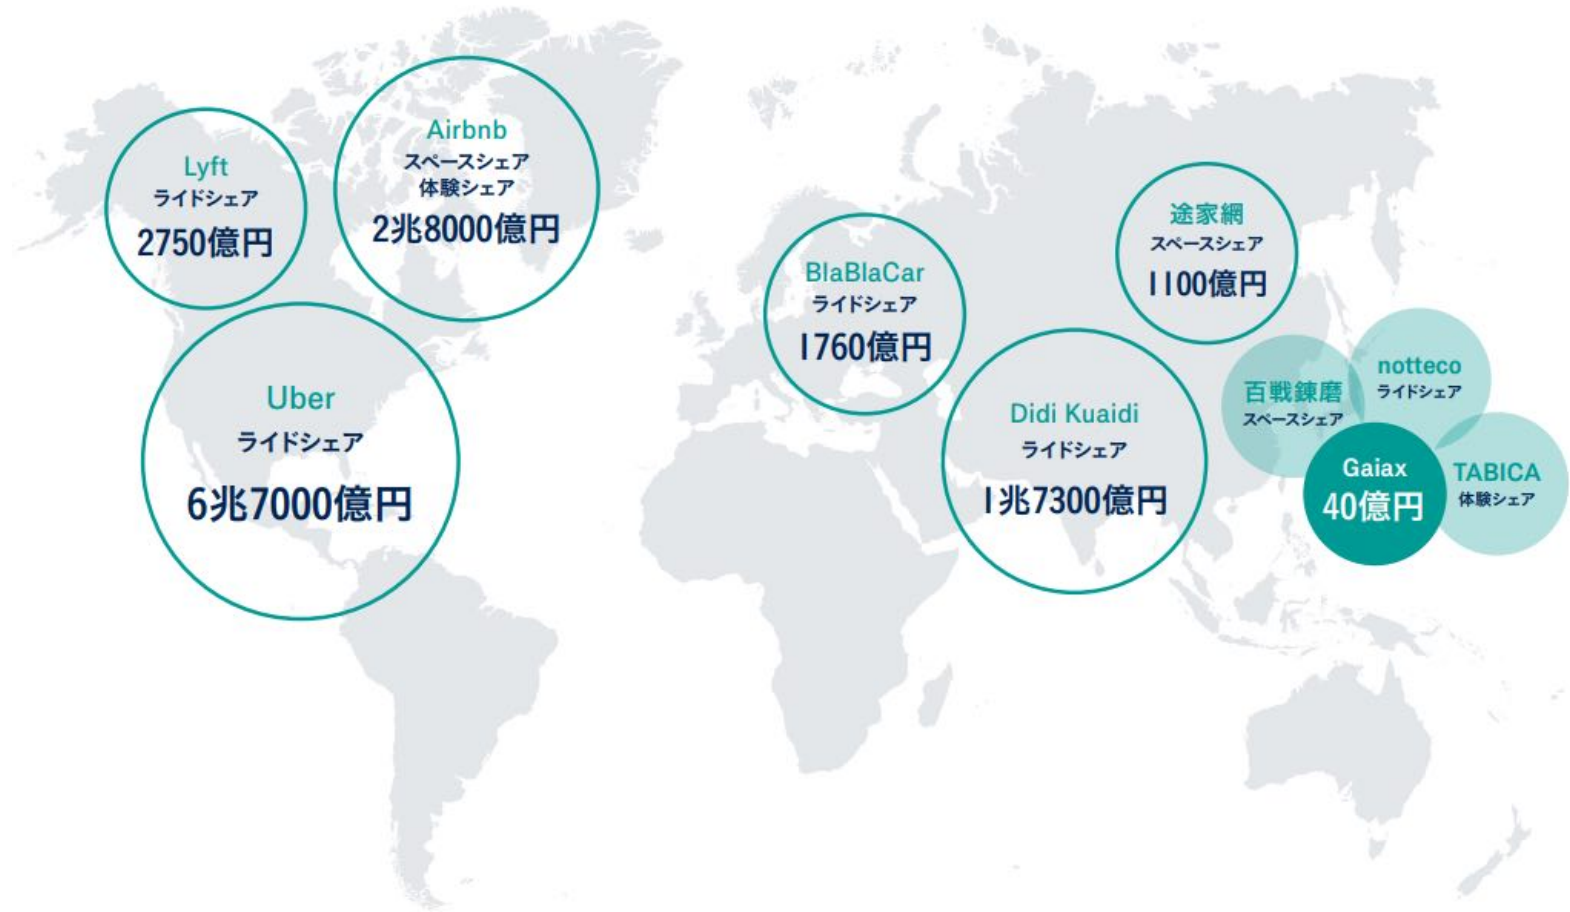 Lyft
ライドシェア
2750億円
Airbnb
スペースシェア
体験シェア
2兆8000億円
Uber
ライドシェア
6兆7000億円
BlaBlaCar
ライドシェア
1760億円
Didi Kuaidi
ライドシェア
1兆7300億円
途家網
スペースシェア
1100億円
百戦錬磨
スペースシェア
notteco
ライドシェア
Gaiax
40億円
TABICA
体験シェア